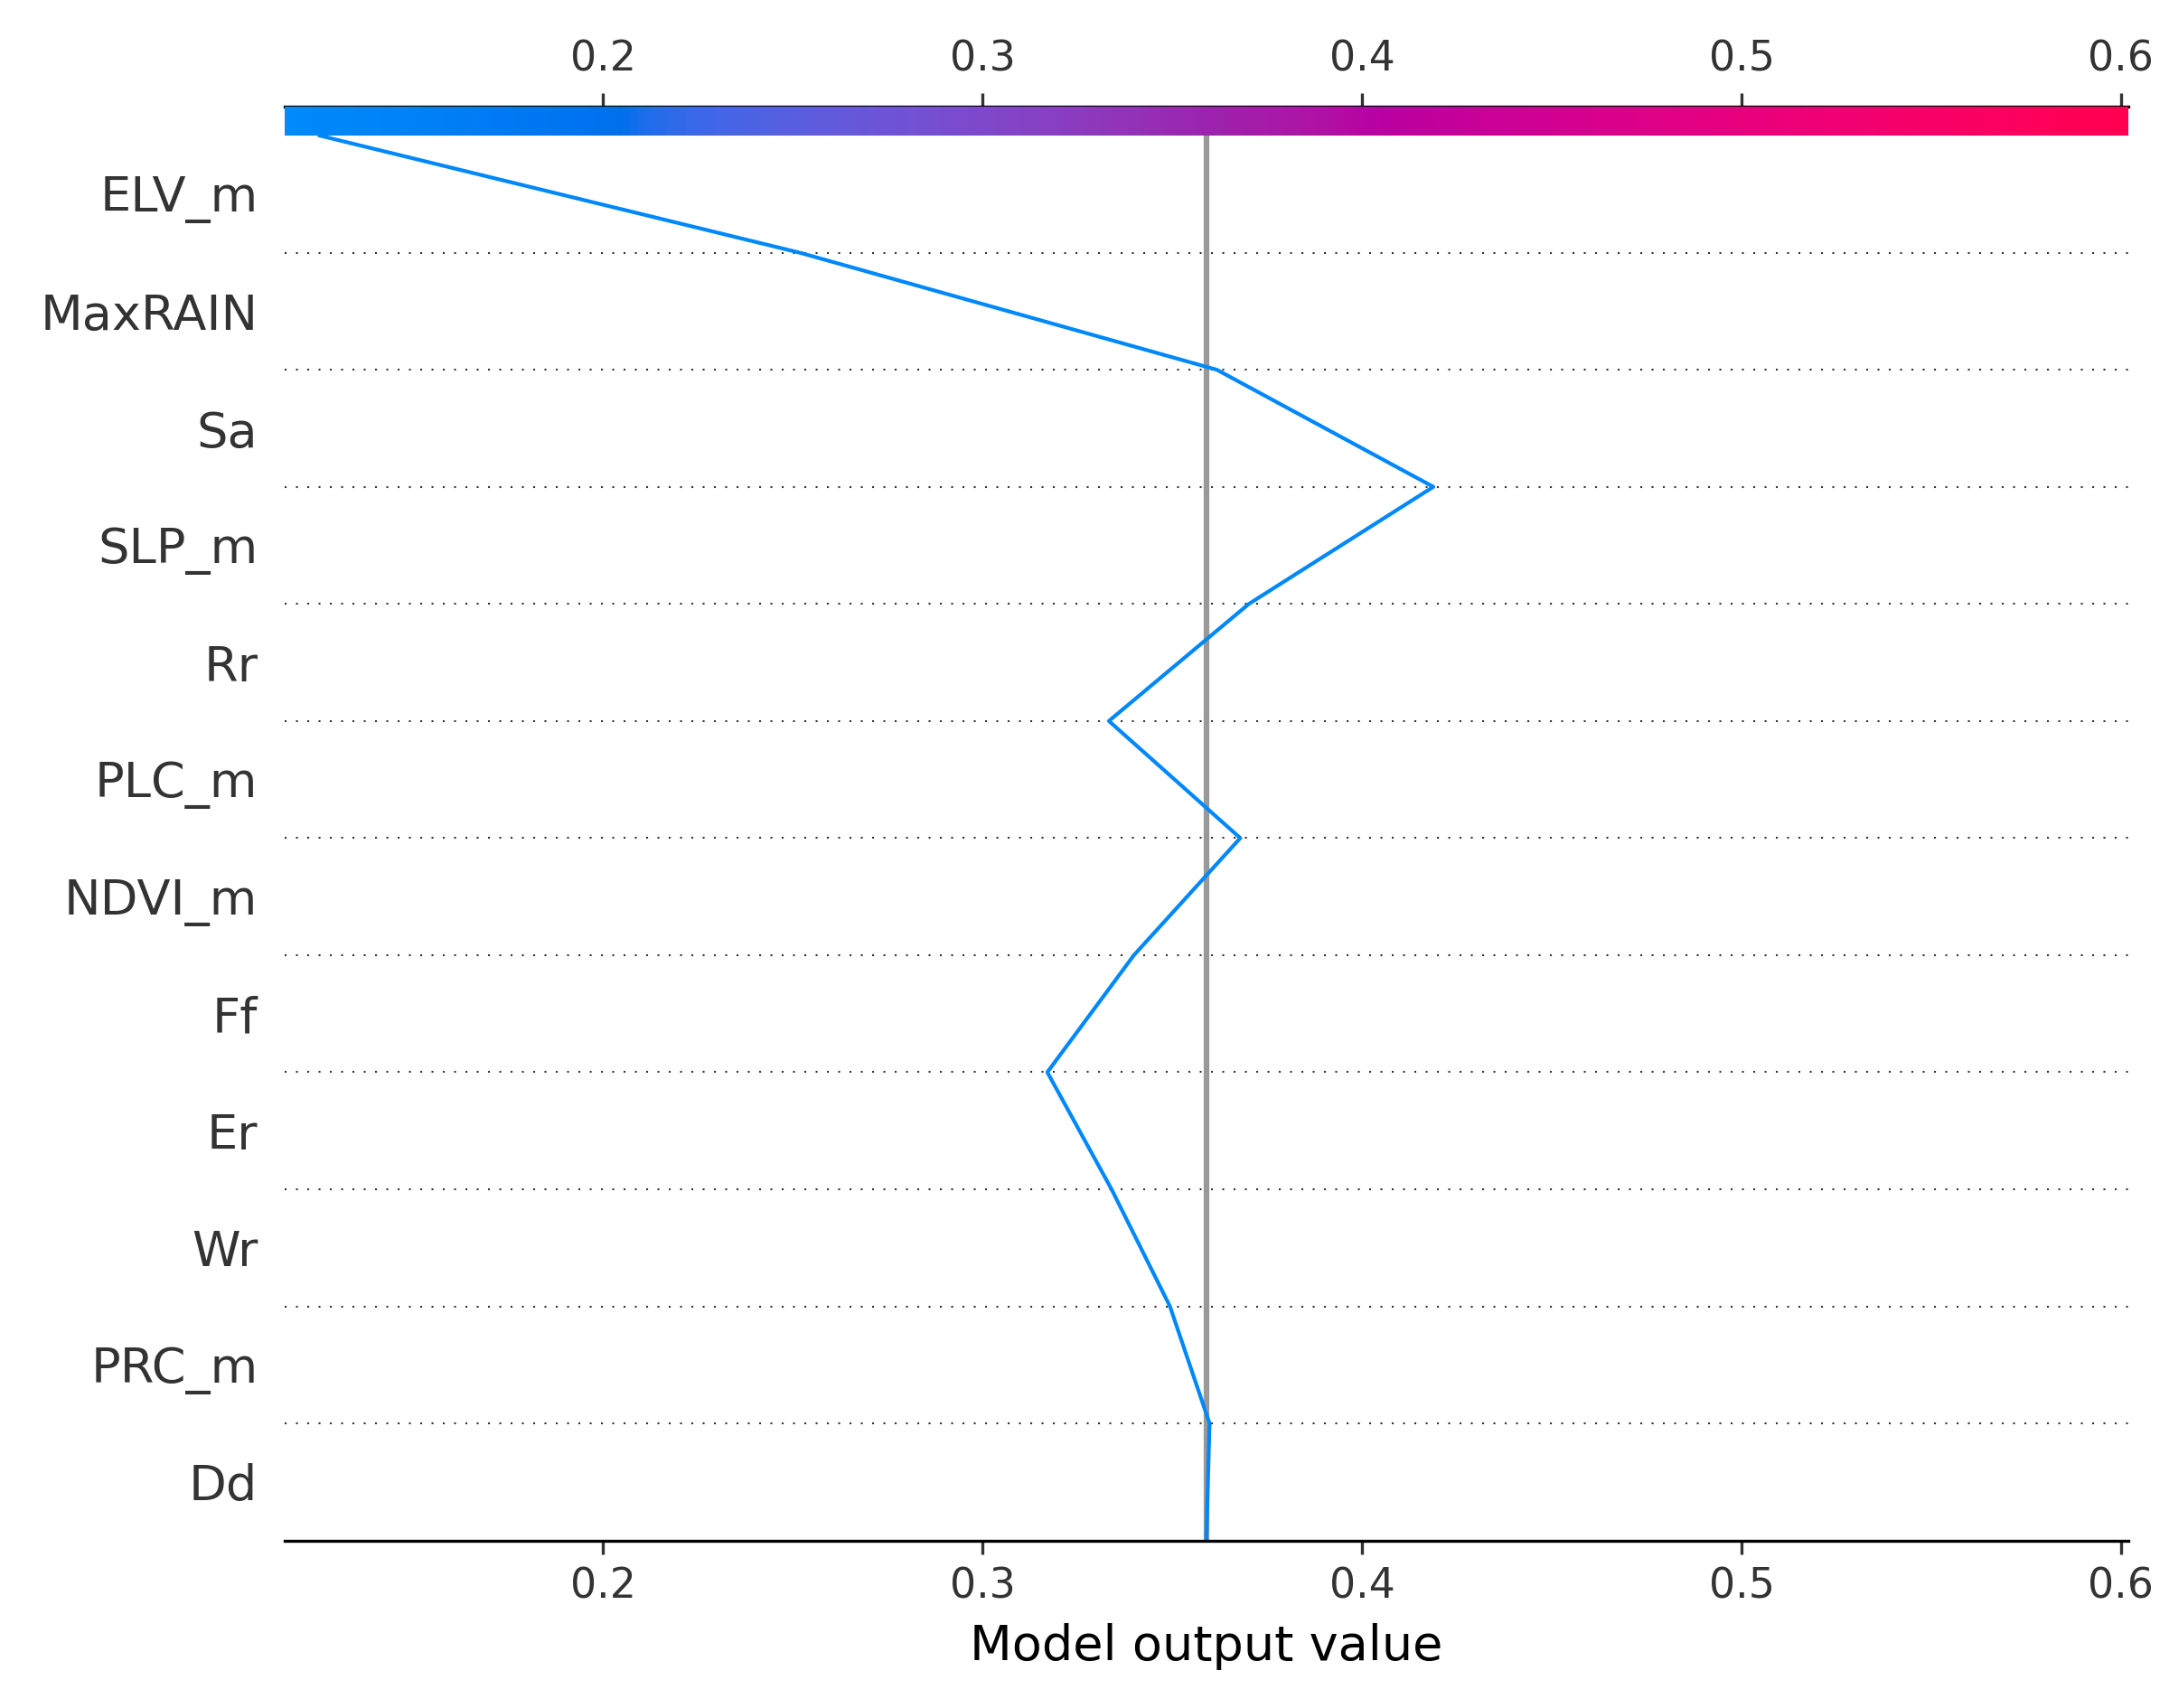 0.2 0.3 0.4 0.5 0.6
ELV_m
MaxRAIN
Sa
SLP_m
Rr
PLC_m
NDVI_m
Ff
Er
Wr
PRC_m
Dd
0.2 0.3 0.4 0.5 0.6
Model output value